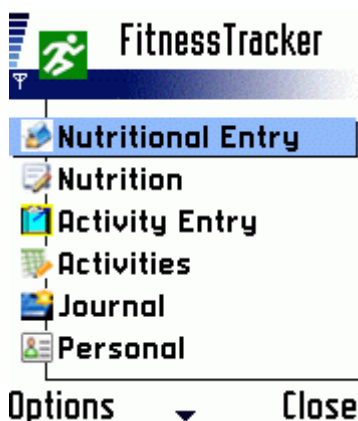 FitnessTracker
Nutritional Entry
Nutrition
Activity Entry
Activities
Journal
Personal
Options Close